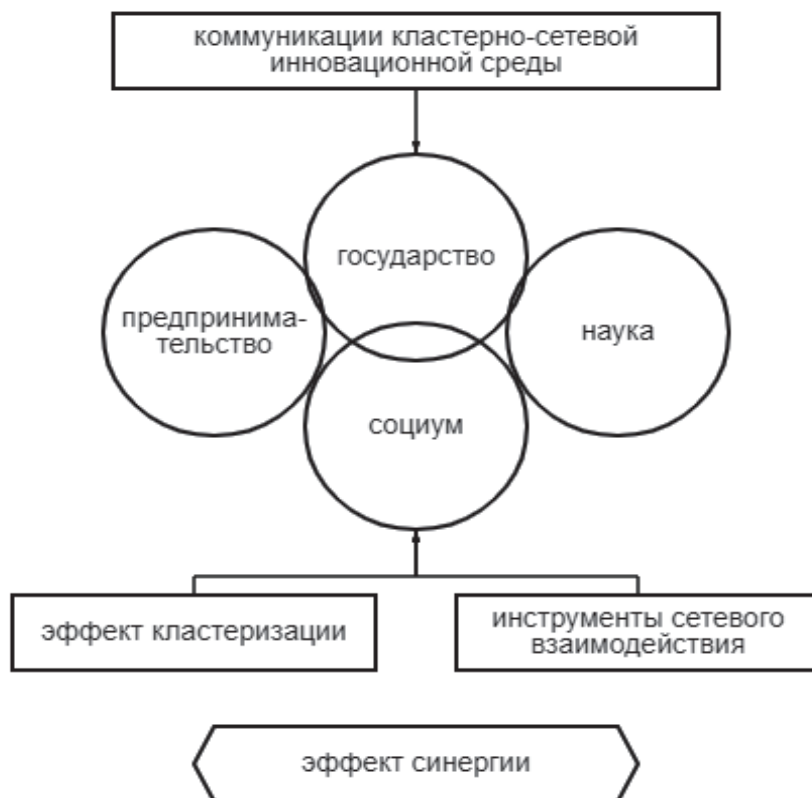 коммуникации кластерно-сетевой
инновационной среды
государство
предпринима-
тельство
наука
социум
эффект кластеризации
инструменты сетевого
взаимодействия
эффект синергии